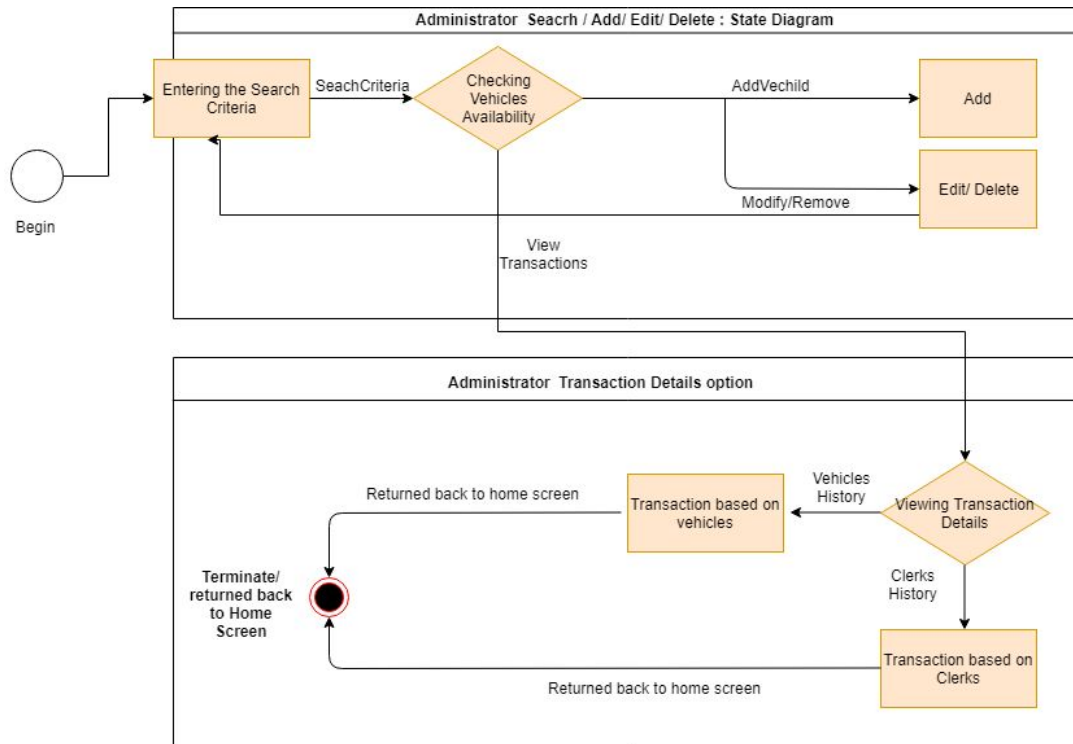 Administrator Seacrh / Add/ Edit/ Delete : State Diagram
Entering the Search
Criteria
SeachCriteria
Checking
Vehicles
Availability
AddVechild
Add
Edit/ Delete
Modify/Remove
Begin
View
Transactions
Administrator Transaction Details option
Vehicles
History
Viewing Transaction
Details
Returned back to home screen
Transaction based on
vehicles
Terminate/
returned back
to Home
Screen
Clerks
History
Transaction based on
Clerks
Returned back to home screen